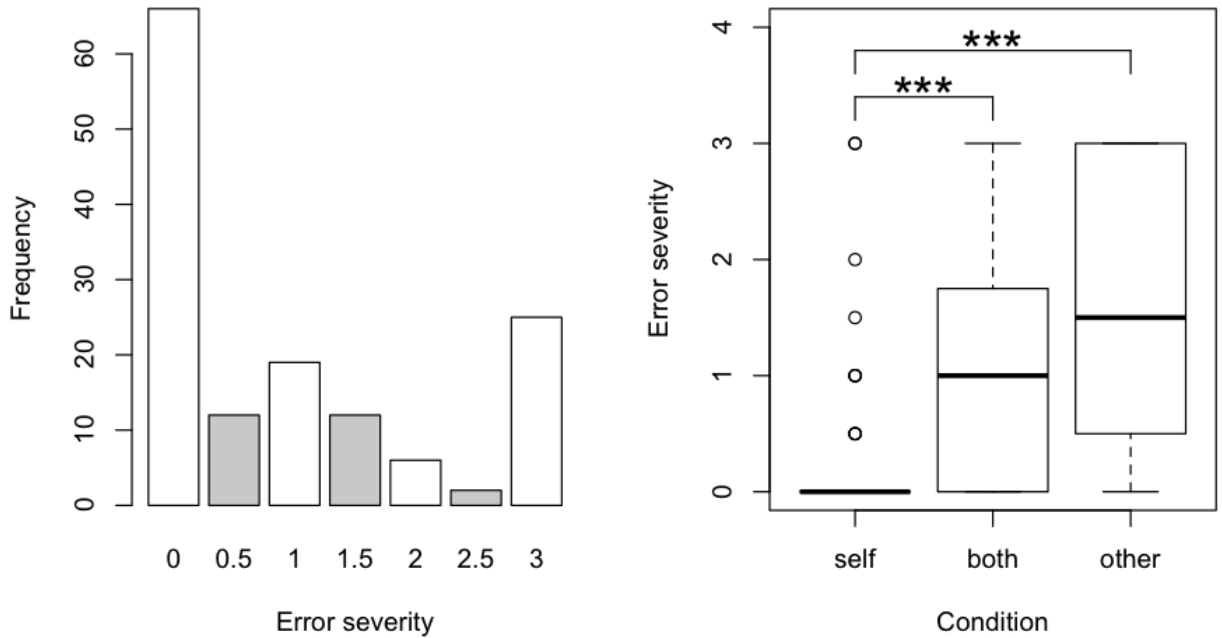 Frequency
60
50
40
30
20
10
0
0 0.5 1 1.5 2 2.5 3
Error severity
Error severity
4
3
2
1
0
***
***
self both other
Condition